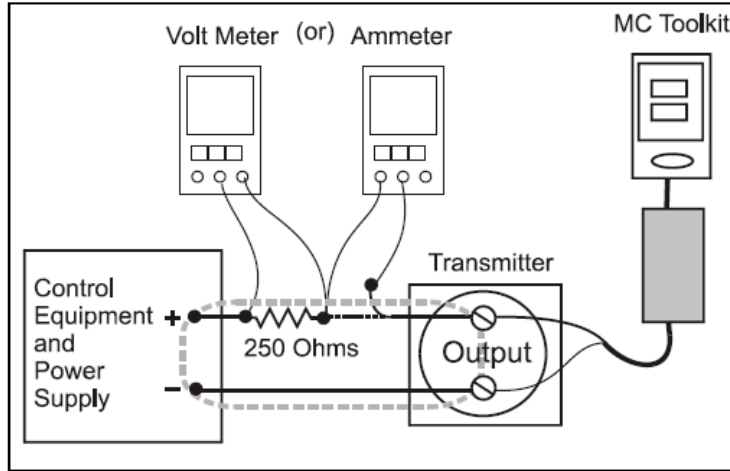 Volt Meter (or) Ammeter
MC Toolkit
Transmitter
Control
Equipment
and
Power
Supply
+
-
250 Ohms
Output